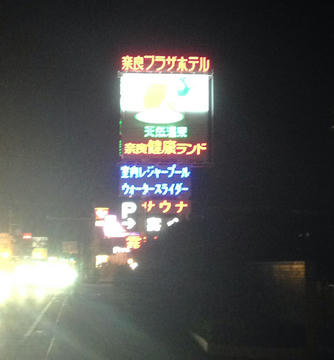 奈良プラザホテル
天然温泉
奈良健康ランド
室内レジャープール
ウォータースライダー
P サウナ
→